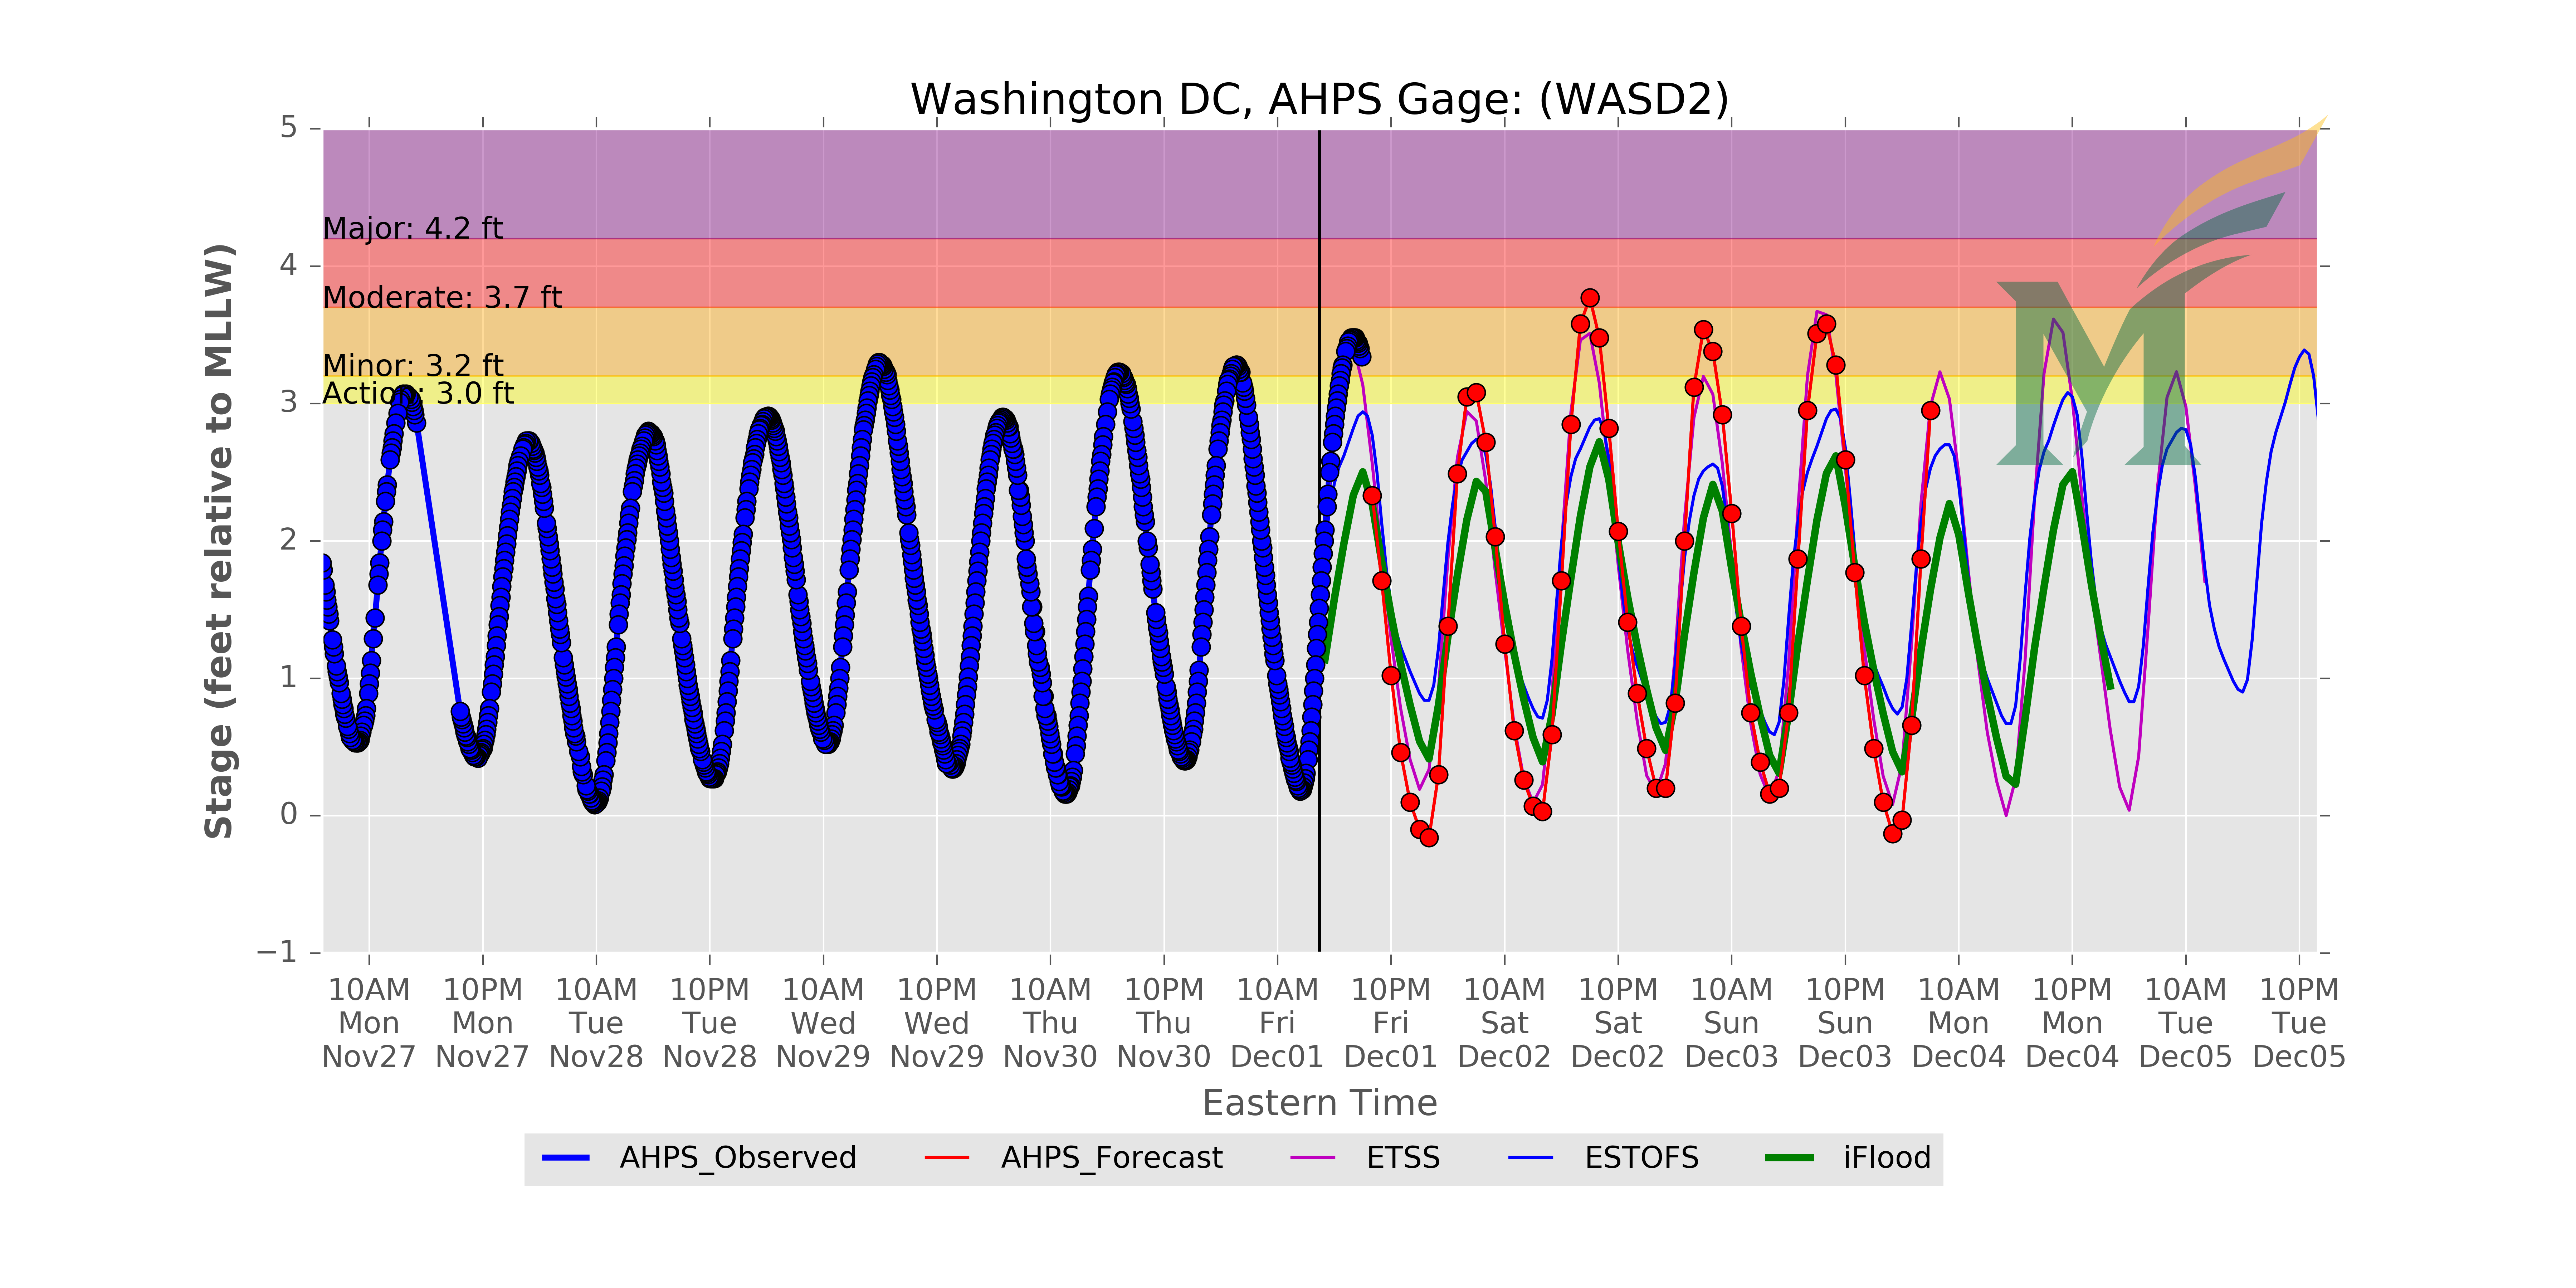 Washington DC, AHPS Gage: (WASD2)
Stage (feet relative to MLLW)
5
4
3
2
1
0
−1
Major: 4.2 ft
Moderate: 3.7 ft
Minor: 3.2 ft
Action: 3.0 ft
10AM 10PM 10AM 10PM 10AM 10PM 10AM 10PM 10AM 10PM 10AM 10PM 10AM 10PM 10AM 10PM 10AM 10PM
Mon Mon Tue Tue Wed Wed Thu Thu Fri Fri Sat Sat Sun Sun Mon Mon Tue Tue
Nov27 Nov27 Nov28 Nov28 Nov29 Nov29 Nov30 Nov30 Dec01 Dec01 Dec02 Dec02 Dec03 Dec03 Dec04 Dec04 Dec05 Dec05
Eastern Time
AHPS_Observed AHPS_Forecast ETSS ESTOFS iFlood